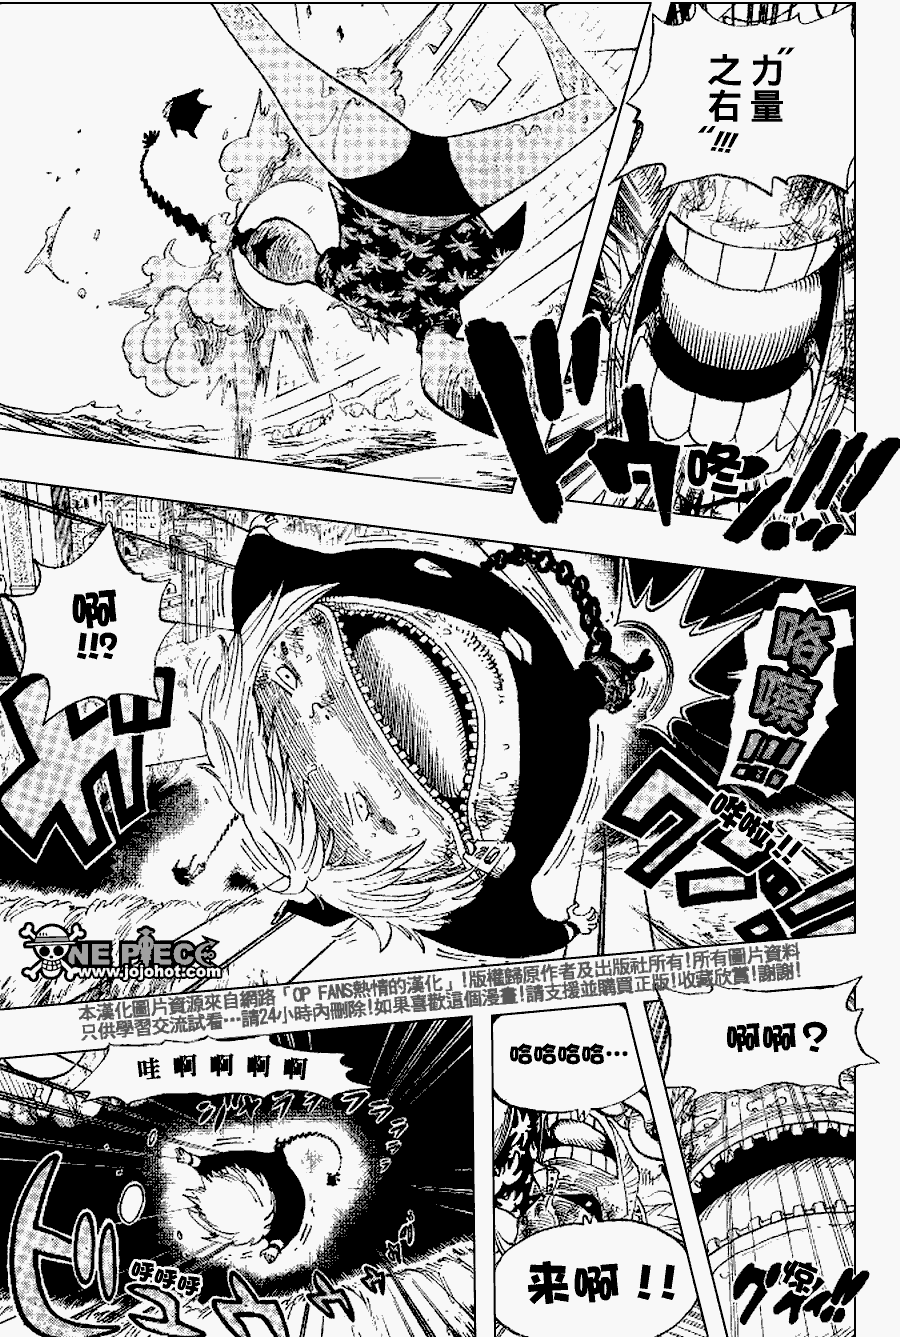 "力量
之右"!!!
ドゥ!!!
咚
啊
!!?
咯嚓!!!
哗啦!!
ONE PIECE
www.jojohot.com
本漢化圖片資源來自網路「OP FANS熱情的漢化」!版權歸原作者及出版社所有!所有圖片資料
只供學習交流試看…請24小時內刪除!如果喜歡這個漫畫!請支援並購買正版!收藏欣賞!謝謝!
啊啊?
哈哈哈哈…
来啊!!
惊!
哇啊啊啊啊
呼呼呼